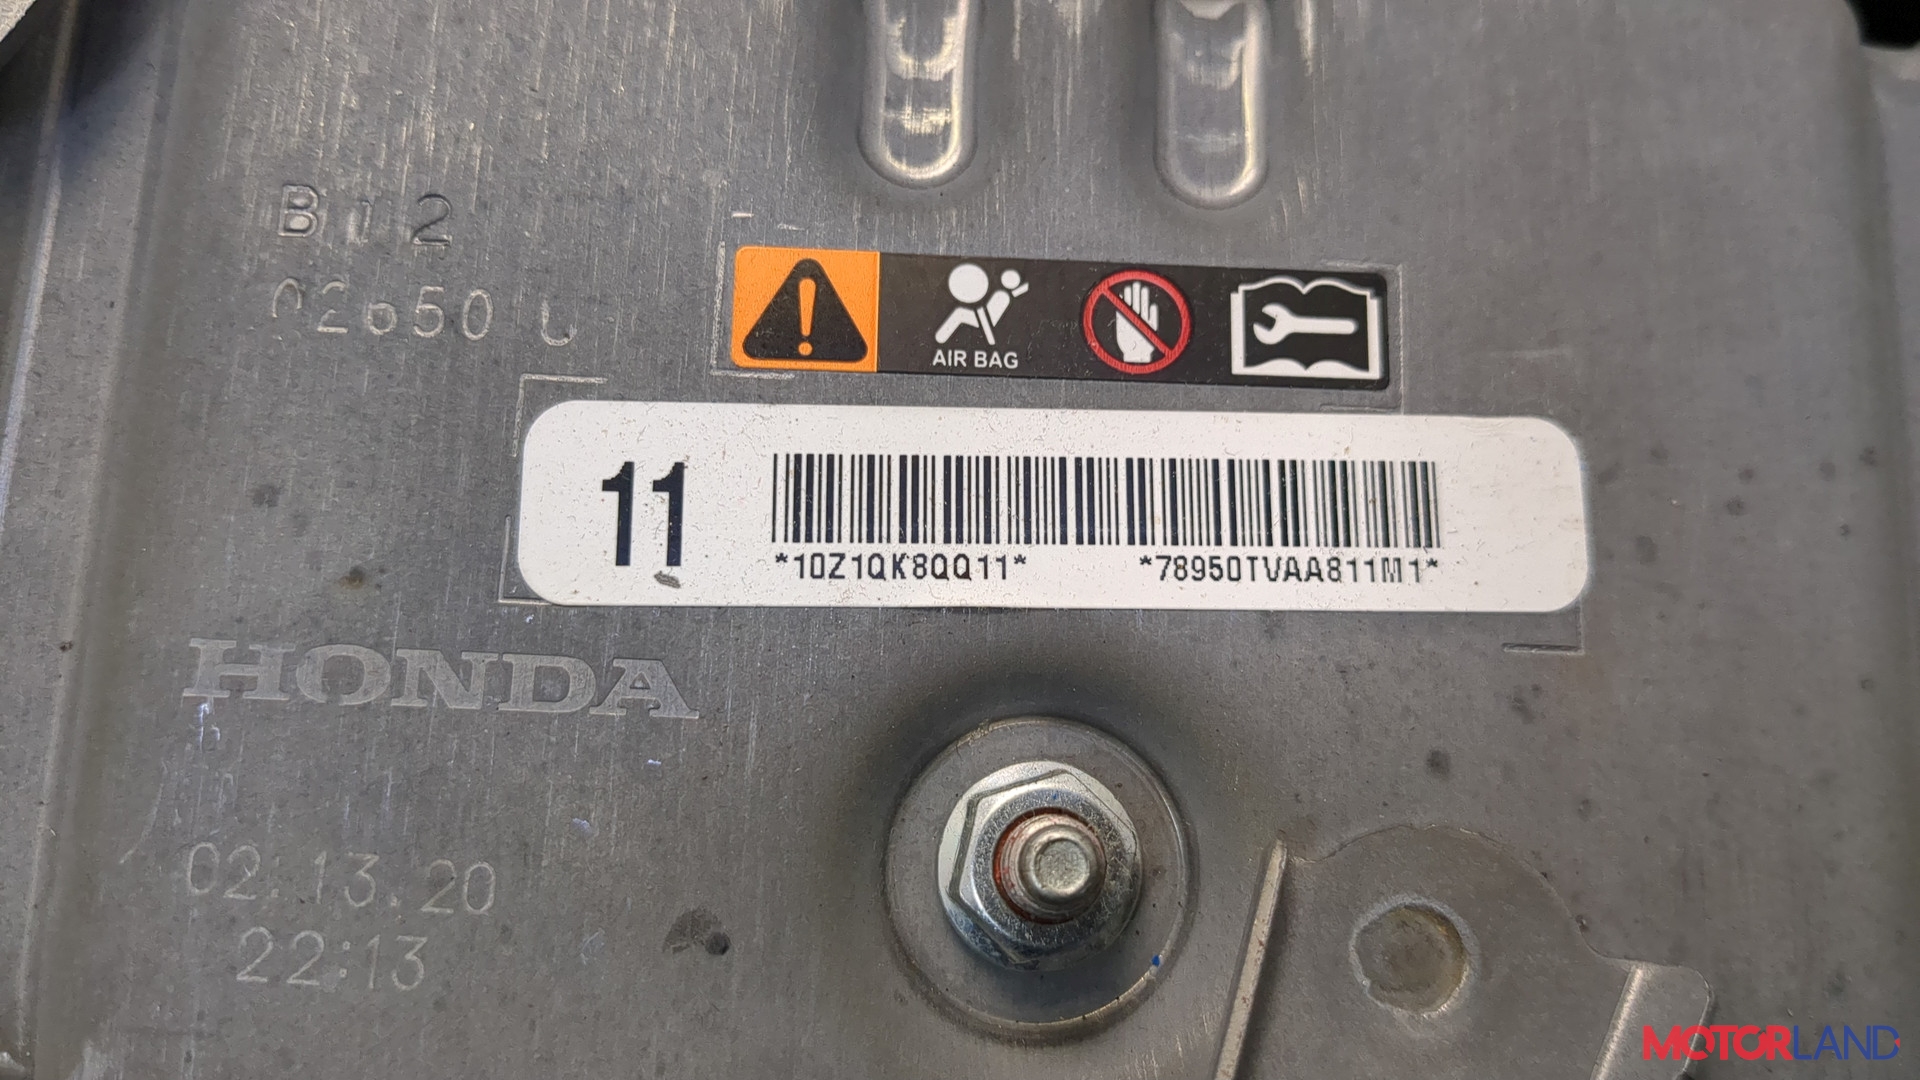 B12
02650
AIR BAG
11
*10Z1QK8QQ11* *78950TVAA811M1*
HONDA
02.13.20
22:13
MOTORLAND